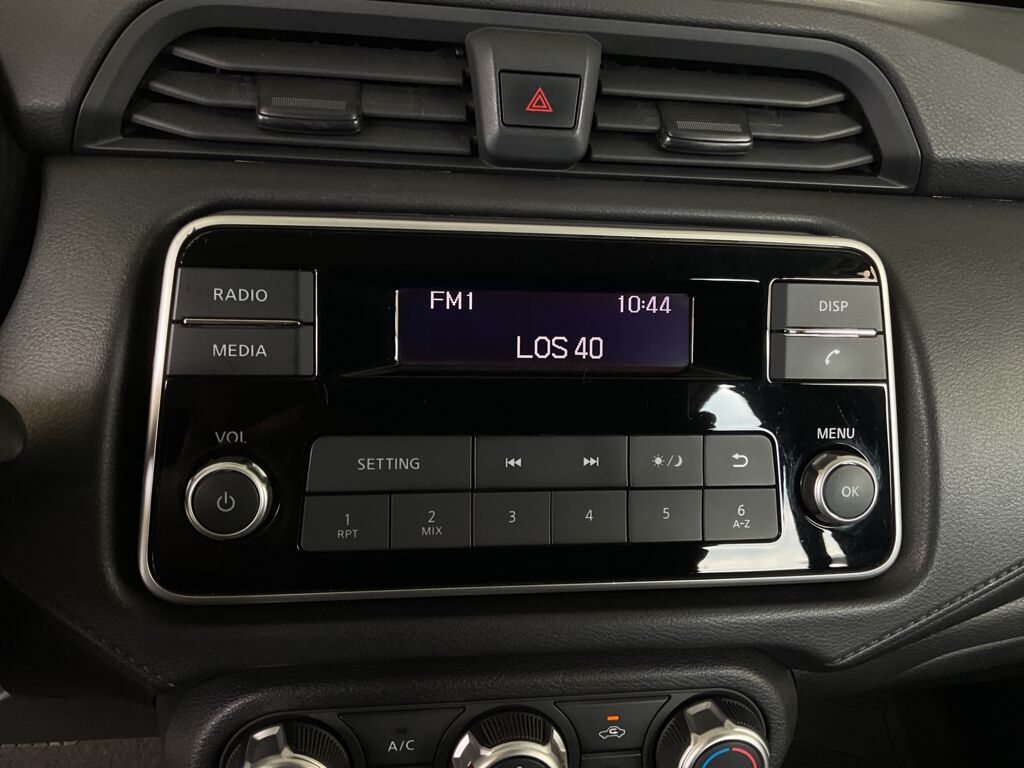 RADIO
FM1 10:44
DISP
MEDIA
LOS 40
VOL
MENU
SETTING
OK
1 2 3 4 5 6
RPT MIX A-Z
A/C